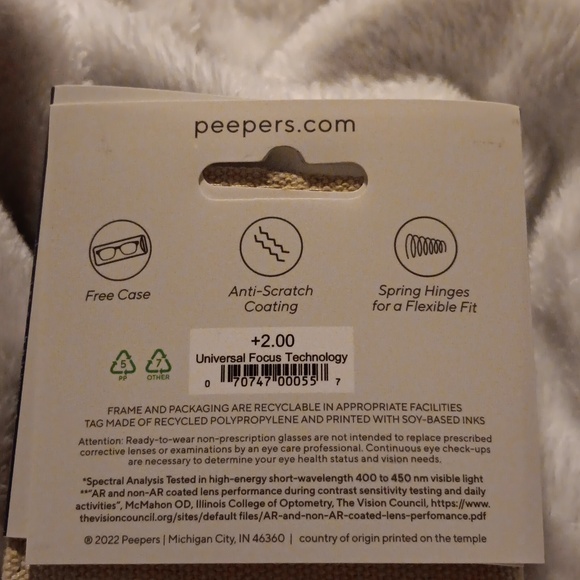 peepers.com
Free Case
Anti-Scratch
Coating
Spring Hinges
for a Flexible Fit
+2.00
Universal Focus Technology
0 70747 00055 7
5
PP
7
OTHER
FRAME AND PACKAGING ARE RECYCLABLE IN APPROPRIATE FACILITIES
TAG MADE OF RECYCLED POLYPROPYLENE AND PRINTED WITH SOY-BASED INKS
Attention: Ready-to-wear non-prescription glasses are not intended to replace prescribed
corrective lenses or examinations by an eye care professional. Continuous eye check-ups
are necessary to determine your eye health status and vision needs.
*Spectral Analysis Tested in high-energy short-wavelength 400 to 450 nm visible light
**"AR and non-AR coated lens performance during contrast sensitivity testing and daily
activities", McMahon OD, Illinois College of Optometry, The Vision Council, https://www.
thevisioncouncil.org/sites/default files/AR-and-non-AR-coated-lens-perfomance.pdf
® 2022 Peepers | Michigan City, IN 46360 | country of origin printed on the temple